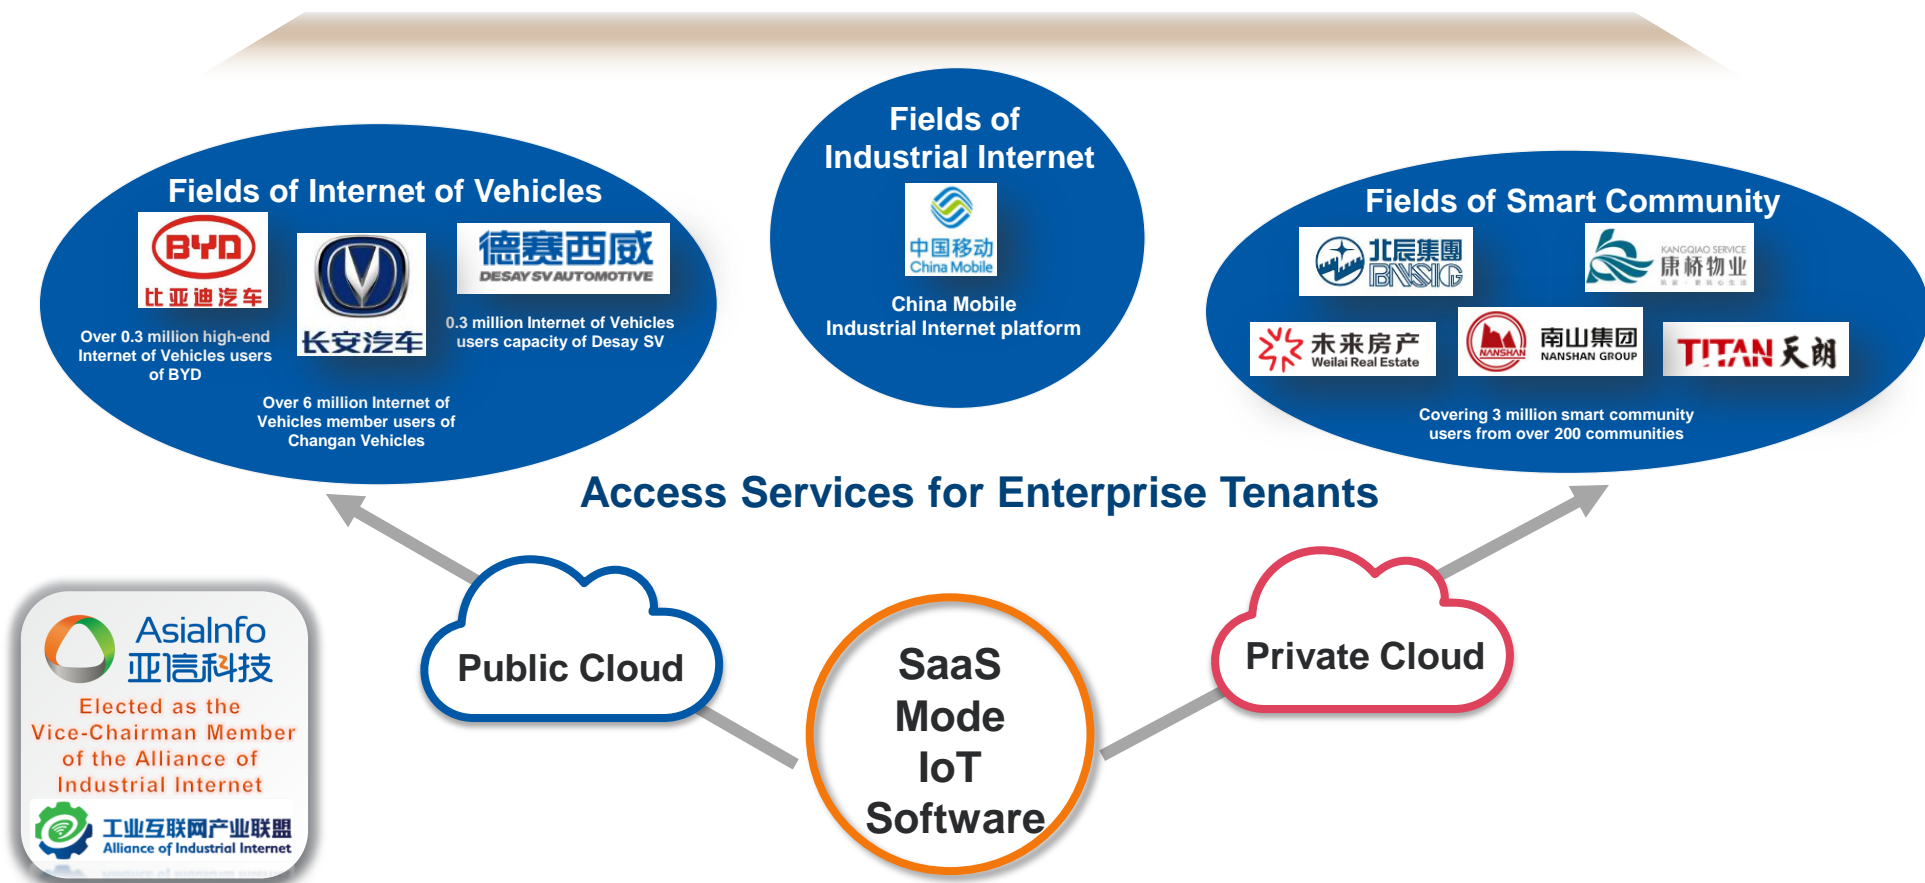 Fields of Internet of Vehicles
BYD
比亚迪汽车
Over 0.3 million high-end
Internet of Vehicles users
of BYD
长安汽车
Over 6 million Internet of
Vehicles member users of
Changan Vehicles
德赛西威
DESAY SV AUTOMOTIVE
0.3 million Internet of Vehicles
users capacity of Desay SV
Fields of
Industrial Internet
中国移动
China Mobile
China Mobile
Industrial Internet platform
Fields of Smart Community
北辰集團
BNSIG
KANGQIAO SERVICE
康桥物业
未来房产
Weilai Real Estate
NANSHAN
南山集团
NANSHAN GROUP
TITAN天朗
Covering 3 million smart community
users from over 200 communities
Access Services for Enterprise Tenants
Public Cloud
SaaS
Mode
IoT
Software
Private Cloud
AsiaInfo
亚信科技
Elected as the
Vice-Chairman Member
of the Alliance of
Industrial Internet
工业互联网产业联盟
Alliance of Industrial Internet